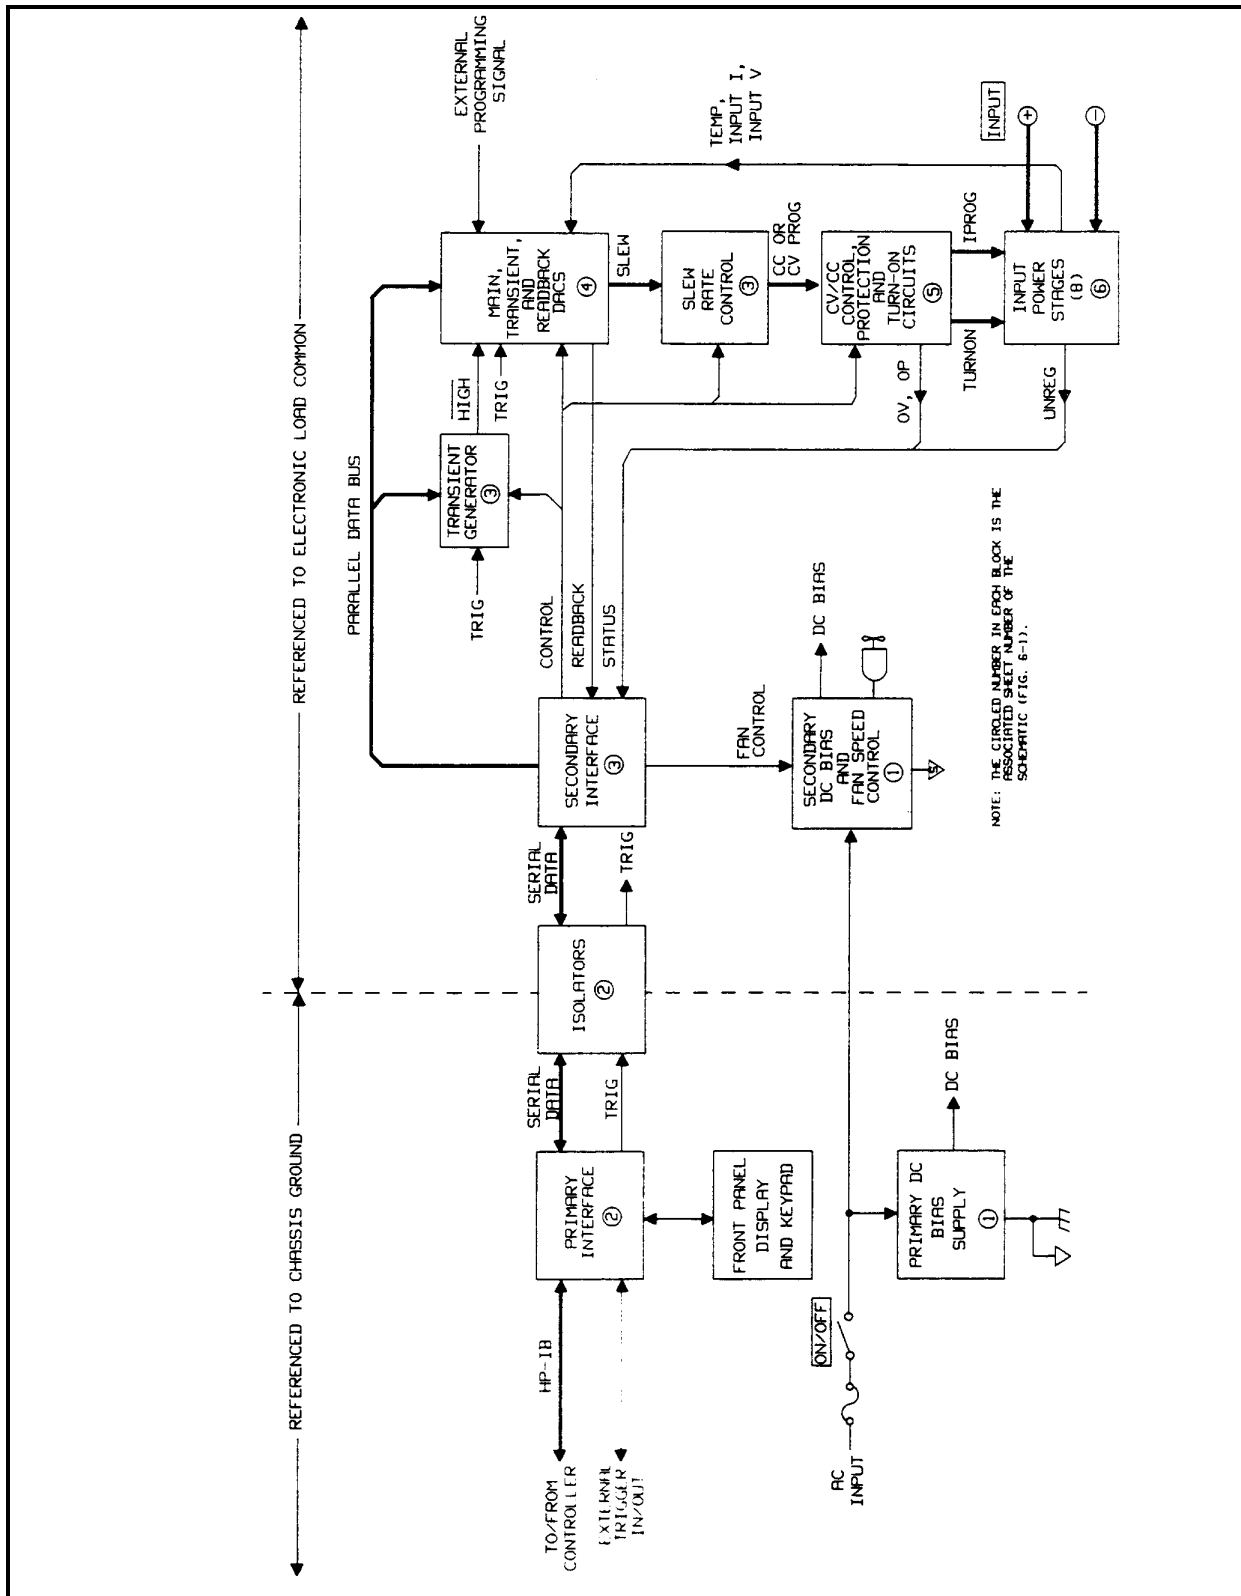 REFERENCED TO CHASSIS GROUND
REFERENCED TO ELECTRONIC LOAD COMMON
PARALLEL DATA BUS
EXTERNAL
PROGRAMMING
SIGNAL
TO/FROM
CONTROLLER
HP-IB
EXTERNAL
TRIGGER
IN/OUT
PRIMARY
INTERFACE
2
SERIAL
DATA
TRIG
ISOLATORS
2
SERIAL
DATA
TRIG
SECONDARY
INTERFACE
3
CONTROL
READBACK
STATUS
TRIG
TRANSIENT
GENERATOR
3
HIGH
TRIG
MAIN,
TRANSIENT,
AND
READBACK
DACS
4
SLEW
SLEW
RATE
CONTROL
3
CC OR
CV PROG
CV/CC
CONTROL,
PROTECTION
AND
TURN-ON
CIRCUITS
5
OV, OP
TURNON
IPROG
INPUT
POWER
STAGES
(8)
6
UNREG
TEMP,
INPUT I,
INPUT V
INPUT
+
-
FRONT PANEL
DISPLAY
AND KEYPAD
FAN
CONTROL
SECONDARY
DC BIAS
AND
FAN SPEED
CONTROL
1
DC BIAS
S
AC
INPUT
ON/OFF
PRIMARY DC
BIAS
SUPPLY
1
DC BIAS
NOTE: THE CIRCLED NUMBER IN EACH BLOCK IS THE
ASSOCIATED SHEET NUMBER OF THE
SCHEMATIC (FIG. 6-1).